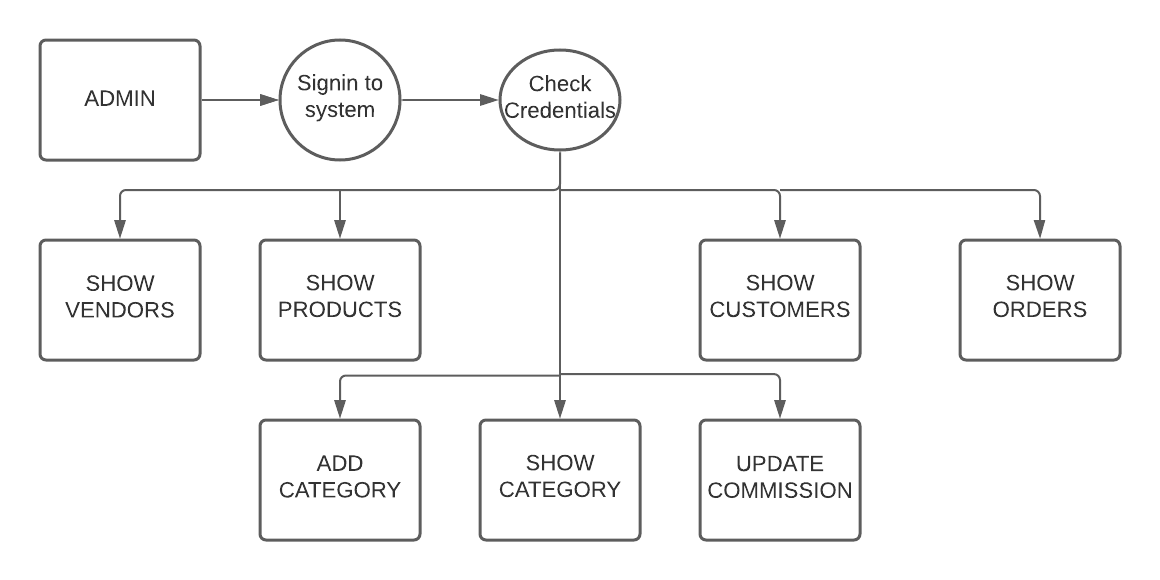 ADMIN
Signin to
system
Check
Credentials
SHOW
VENDORS
SHOW
PRODUCTS
SHOW
CUSTOMERS
SHOW
ORDERS
ADD
CATEGORY
SHOW
CATEGORY
UPDATE
COMMISSION